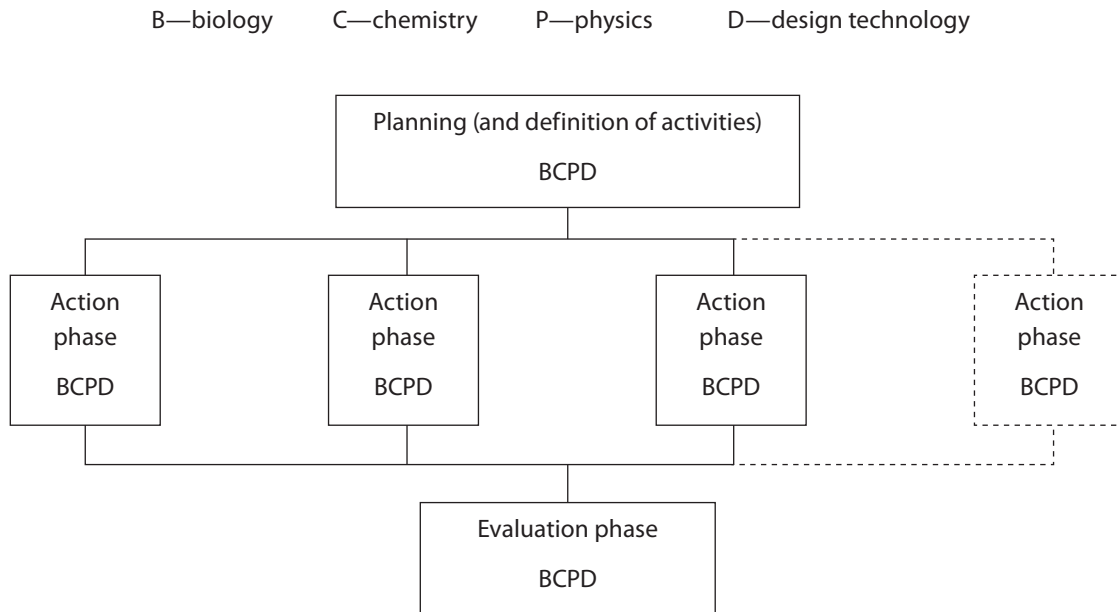 B—biology C—chemistry P—physics D—design technology
Planning (and definition of activities)
BCPD
Action
phase
BCPD
Action
phase
BCPD
Action
phase
BCPD
Action
phase
BCPD
Evaluation phase
BCPD